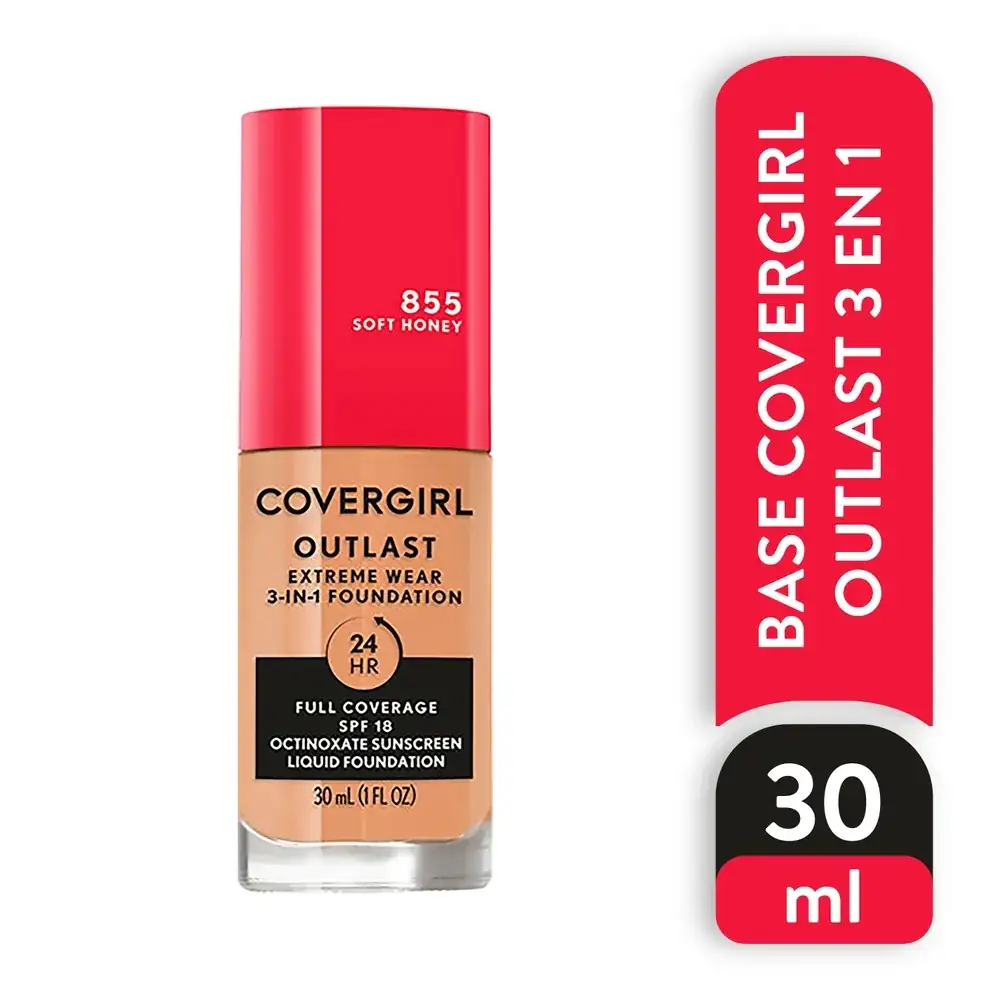 855
SOFT HONEY
COVERGIRL
OUTLAST
EXTREME WEAR
3-IN-1 FOUNDATION
24
HR
FULL COVERAGE
SPF 18
OCTINOXATE SUNSCREEN
LIQUID FOUNDATION
30 mL (1 FL OZ)
BASE COVERGIRL
OUTLAST 3 EN 1
30
ml